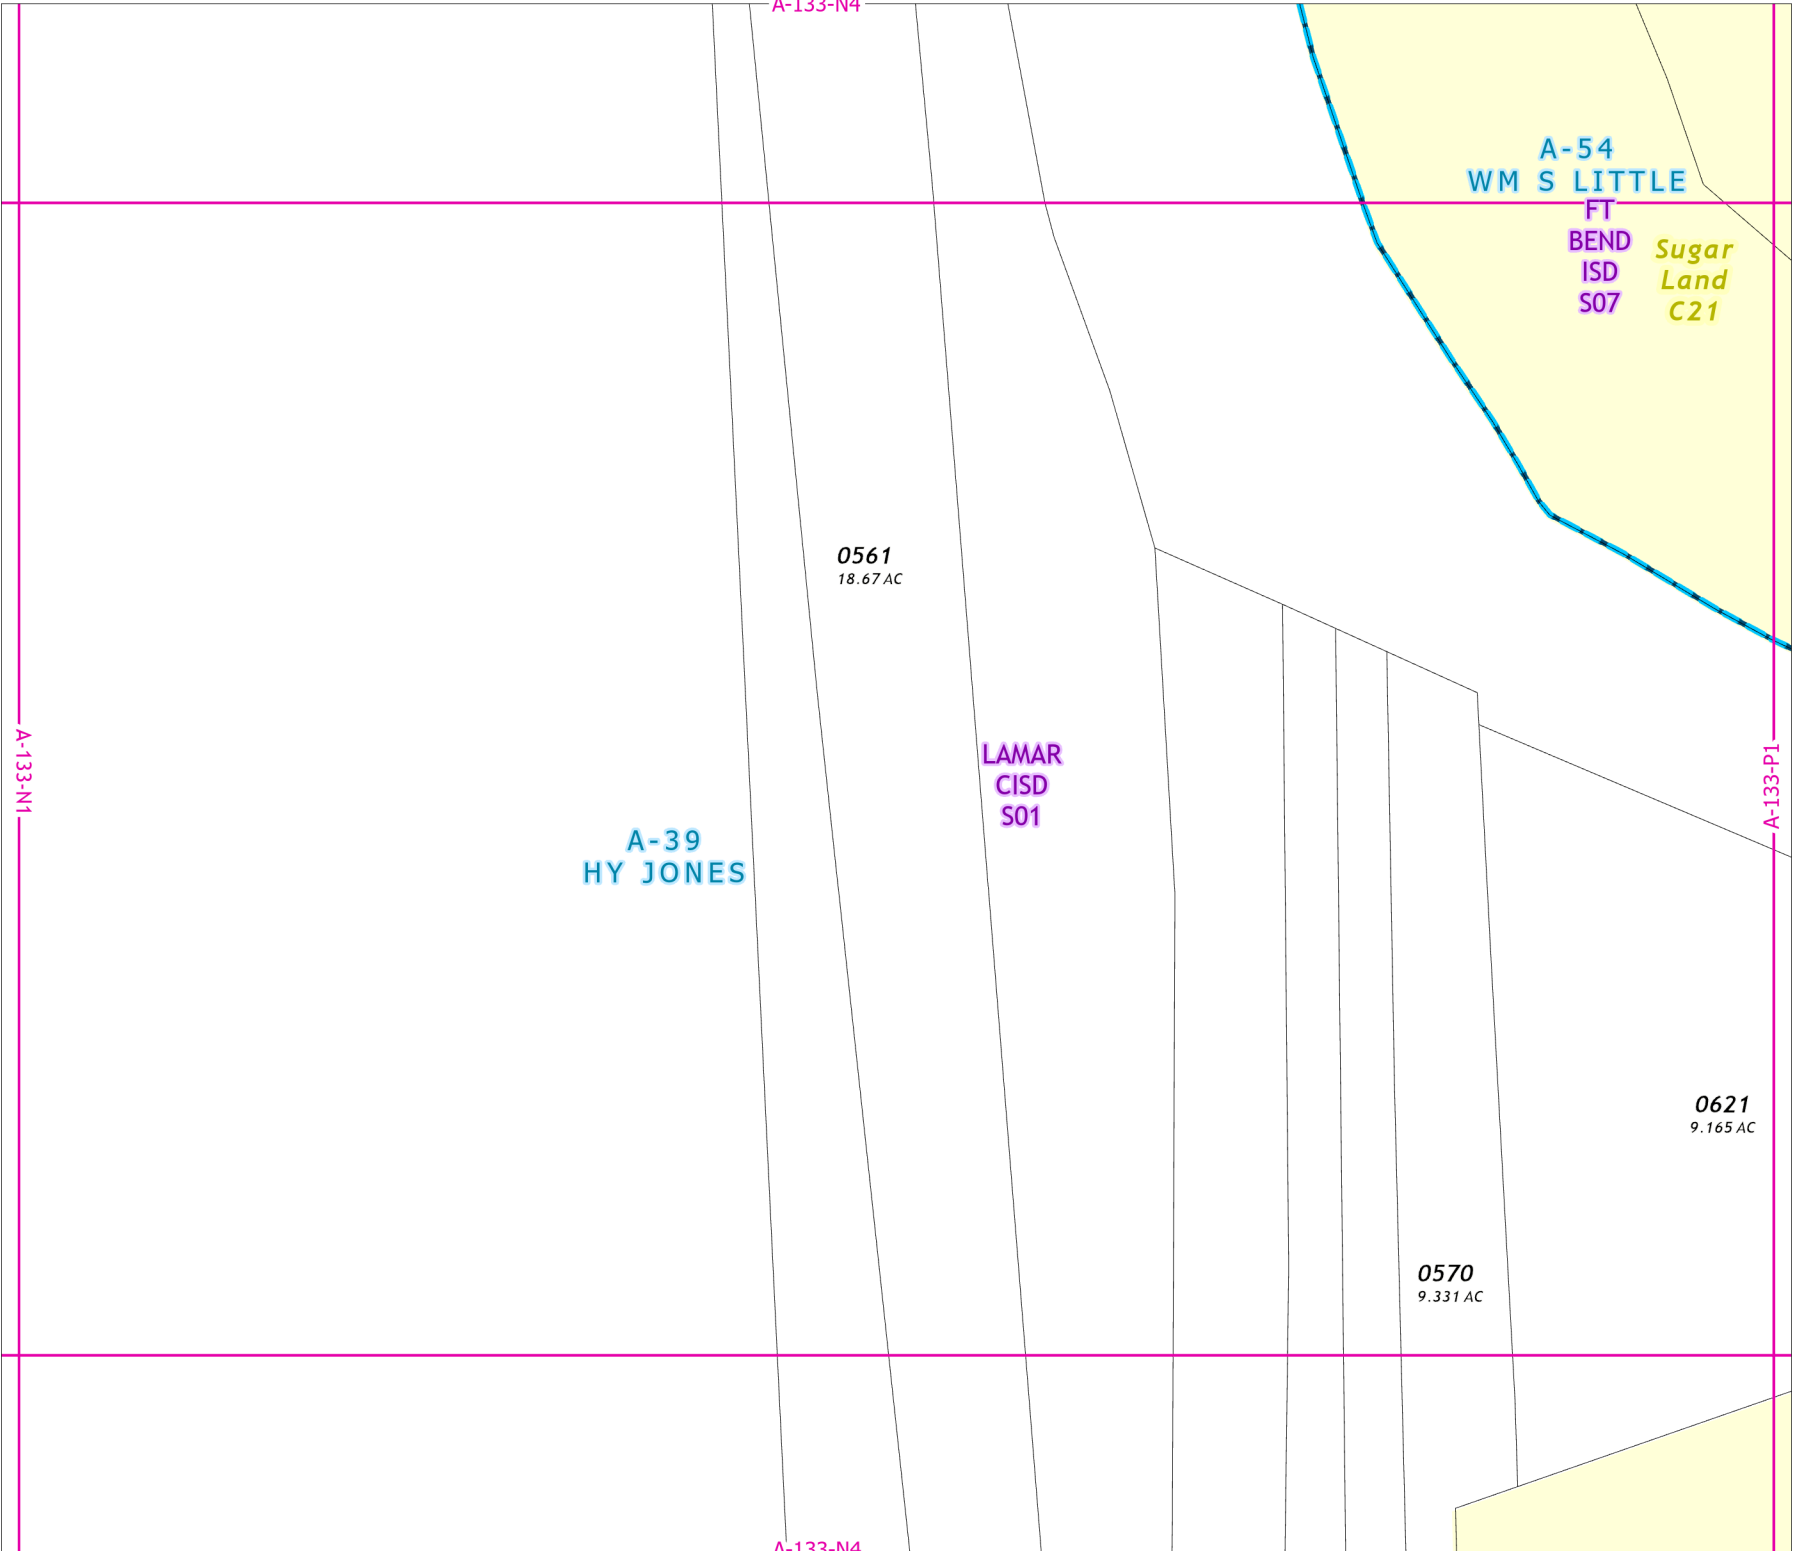 A-133-N4
A-54
WM S LITTLE
FT
BEND
ISD
S07
Sugar
Land
C21
0561
18.67 AC
LAMAR
CISD
S01
A-133-N1
A-133-P1
A-39
HY JONES
0621
9.165 AC
0570
9.331 AC
A-133-N4